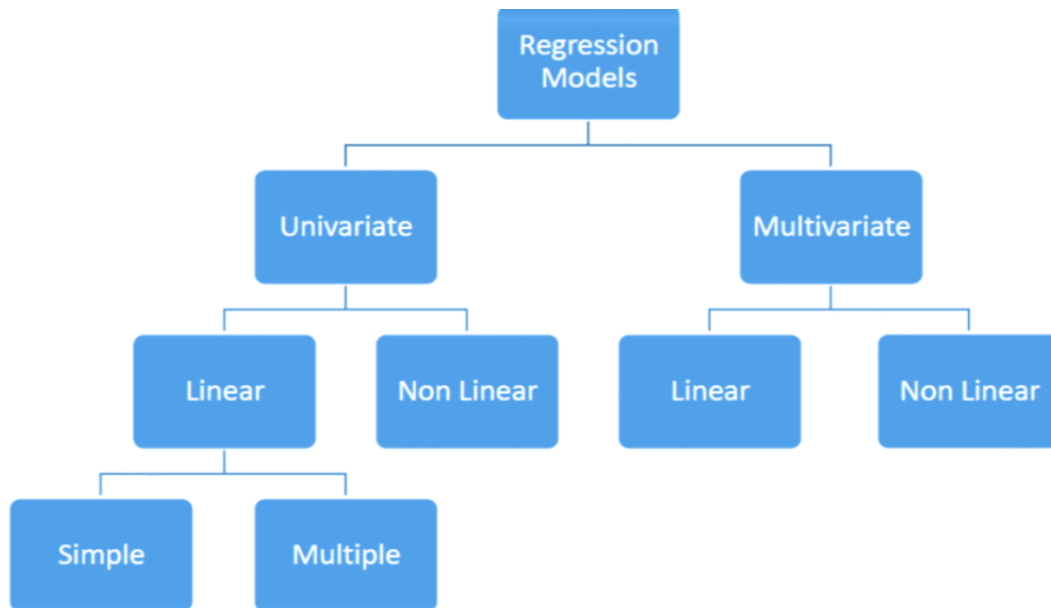 Regression
Models
Univariate
Multivariate
Linear
Non Linear
Linear
Non Linear
Simple
Multiple